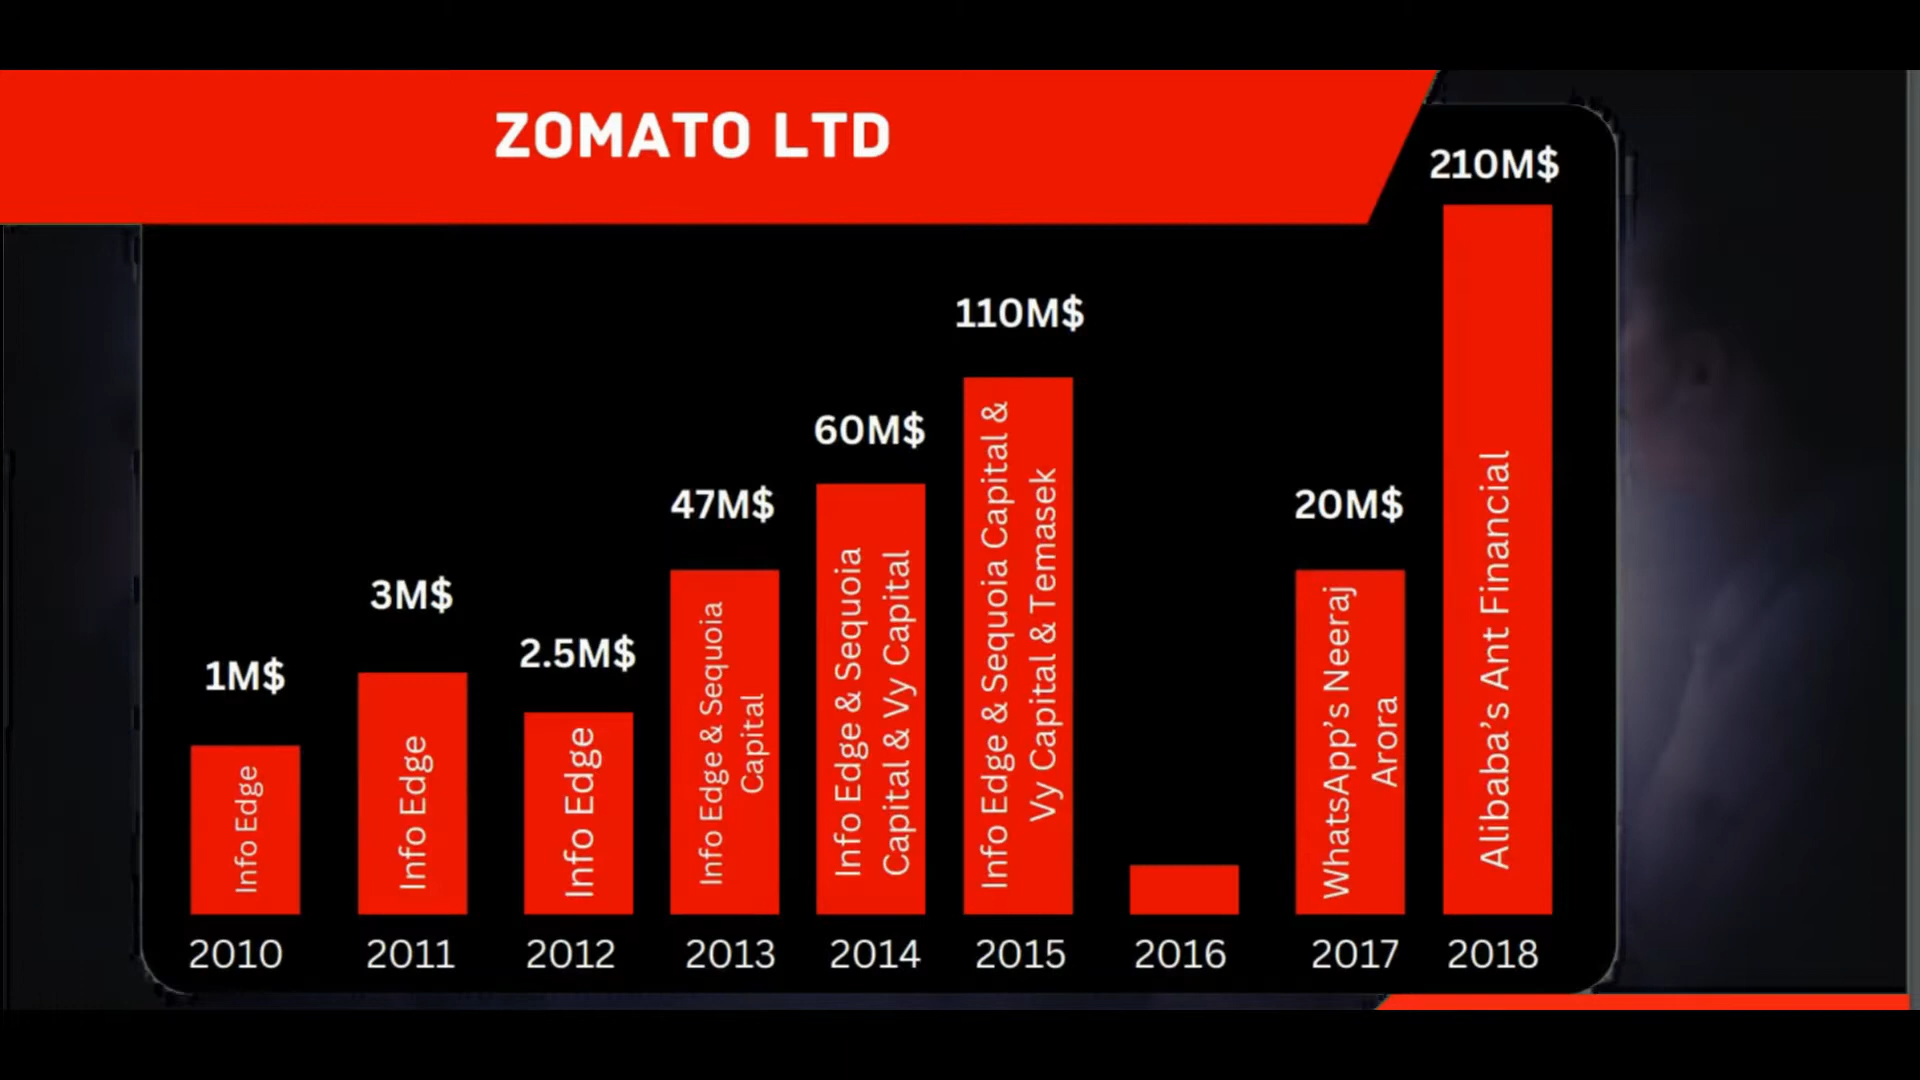 ZOMATO LTD
1M$
3M$
2.5M$
47M$
60M$
110M$
20M$
210M$
Info Edge
Info Edge
Info Edge
Info Edge & Sequoia
Capital
Info Edge & Sequoia
Capital & Vy Capital
Info Edge & Sequoia Capital &
Vy Capital & Temasek
WhatsApp's Neeraj
Arora
Alibaba's Ant Financial
2010
2011
2012
2013
2014
2015
2016
2017
2018